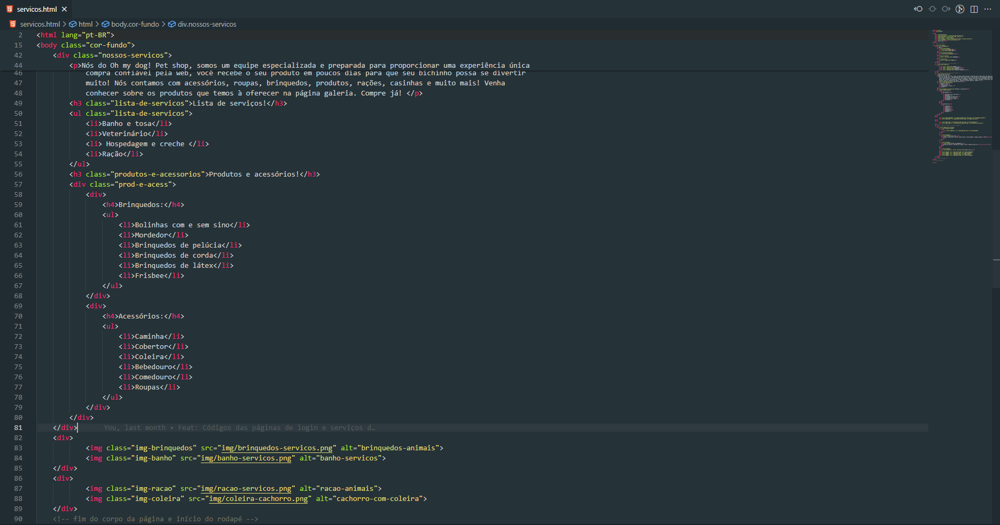 servicos.html
servicos.html > html > body.cor-fundo > div.nossos-servicos
2 <html lang="pt-BR">
15 <body class="cor-fundo">
42 <div class="nossos-servicos">
44 <p>Nós do Oh my dog! Pet shop, somos um equipe especializada e preparada para proporcionar uma experiência única
46 compra confiável pela web, você recebe o seu produto em poucos dias para que seu bichinho possa se divertir
47 muito! Nós contamos com acessórios, roupas, brinquedos, produtos, rações, casinhas e muito mais! Venha
48 conhecer sobre os produtos que temos à oferecer na página galeria. Compre já! </p>
49 <h3 class="lista-de-servicos">Lista de serviços!</h3>
50 <ul class="lista-de-servicos">
51 <li>Banho e tosa</li>
52 <li>Veterinário</li>
53 <li> Hospedagem e creche </li>
54 <li>Ração</li>
55 </ul>
56 <h3 class="produtos-e-acessorios">Produtos e acessórios!</h3>
57 <div class="prod-e-acess">
58 <div>
59 <h4>Brinquedos:</h4>
60 <ul>
61 <li>Bolinhas com e sem sino</li>
62 <li>Mordedor</li>
63 <li>Brinquedos de pelúcia</li>
64 <li>Brinquedos de corda</li>
65 <li>Brinquedos de látex</li>
66 <li>Frisbee</li>
67 </ul>
68 </div>
69 <div>
70 <h4>Acessórios:</h4>
71 <ul>
72 <li>Caminha</li>
73 <li>Cobertor</li>
74 <li>Coleira</li>
75 <li>Bebedouro</li>
76 <li>Comedouro</li>
77 <li>Roupas</li>
78 </ul>
79 </div>
80 </div>
81 </div> You, last month • Feat: Códigos das páginas de login e serviços d…
82 <div>
83 <img class="img-brinquedos" src="img/brinquedos-servicos.png" alt="brinquedos-animais">
84 <img class="img-banho" src="img/banho-servicos.png" alt="banho-servicos">
85 </div>
86 <div>
87 <img class="img-racao" src="img/racao-servicos.png" alt="racao-animais">
88 <img class="img-coleira" src="img/coleira-cachorro.png" alt="cachorro-com-coleira">
89 </div>
90 <!-- fim do corpo da página e início do rodapé -->